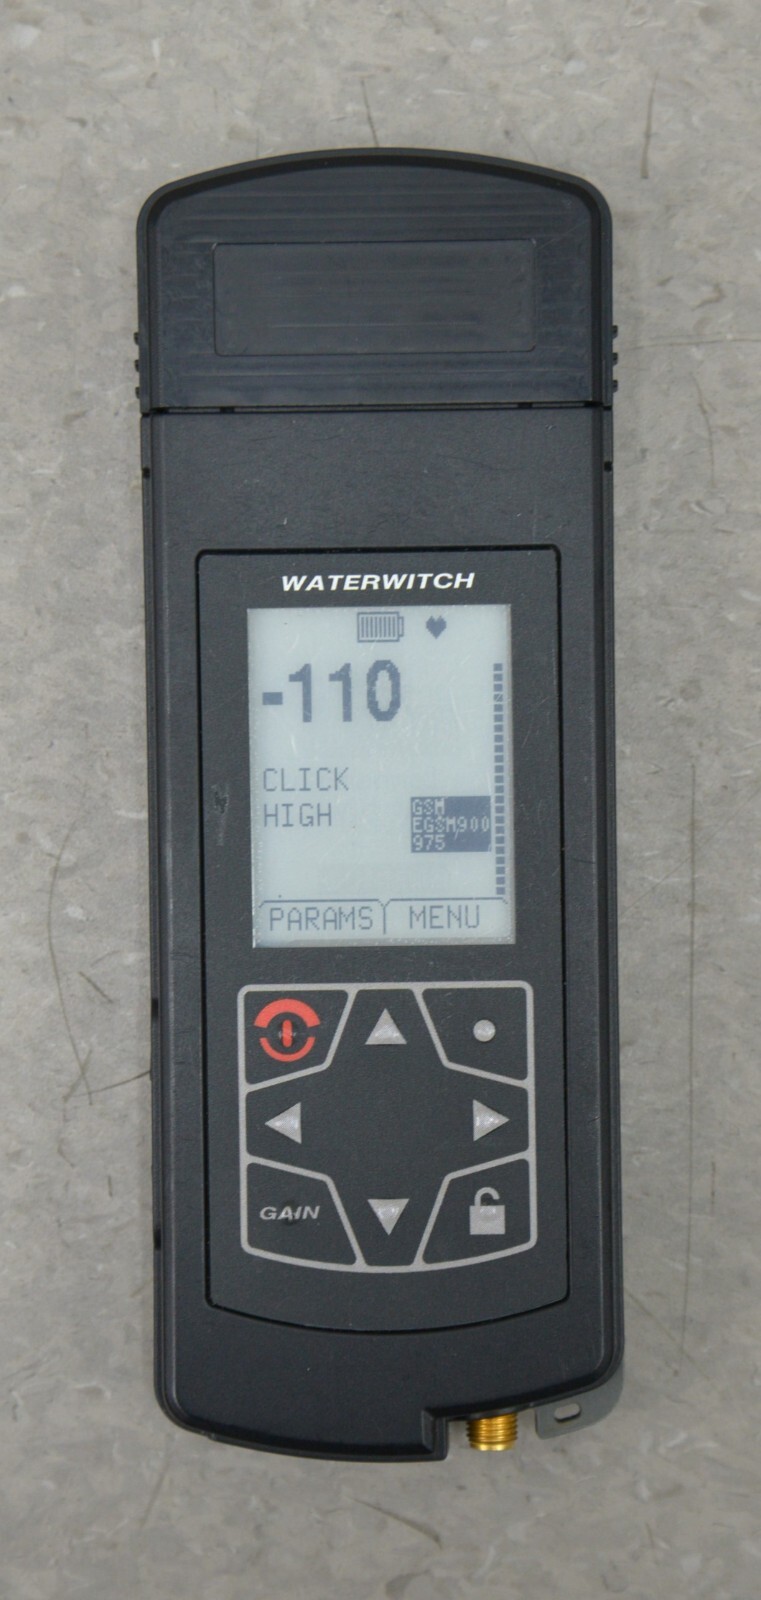 WATERWITCH
-110
CLICK
HIGH
GSM
EGSM900
975
PARAMS MENU
GAIN